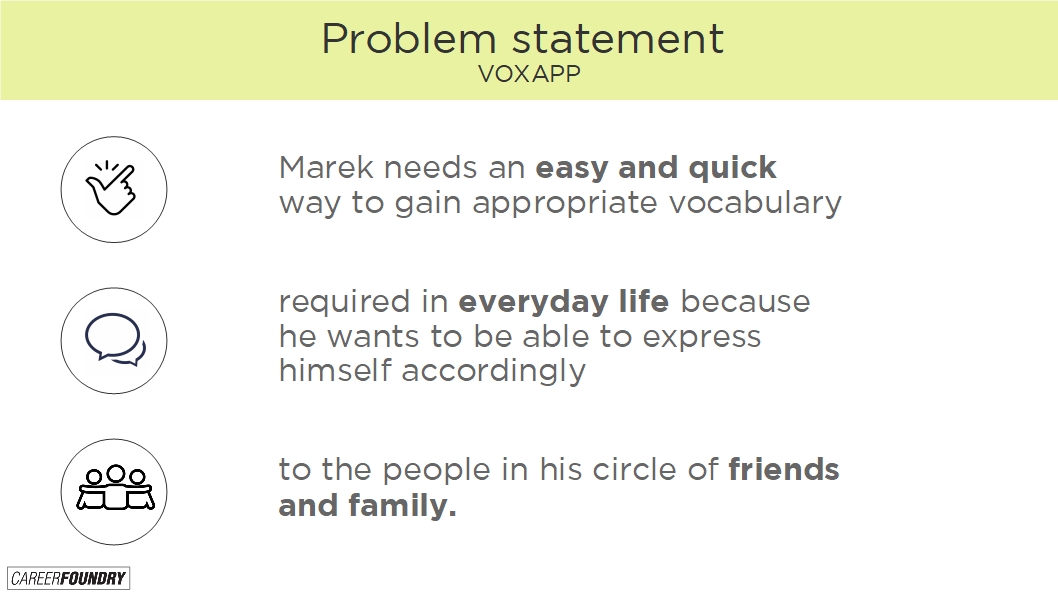 Problem statement
VOXAPP
Marek needs an easy and quick
way to gain appropriate vocabulary
required in everyday life because
he wants to be able to express
himself accordingly
to the people in his circle of friends
and family.
CAREERFOUNDRY